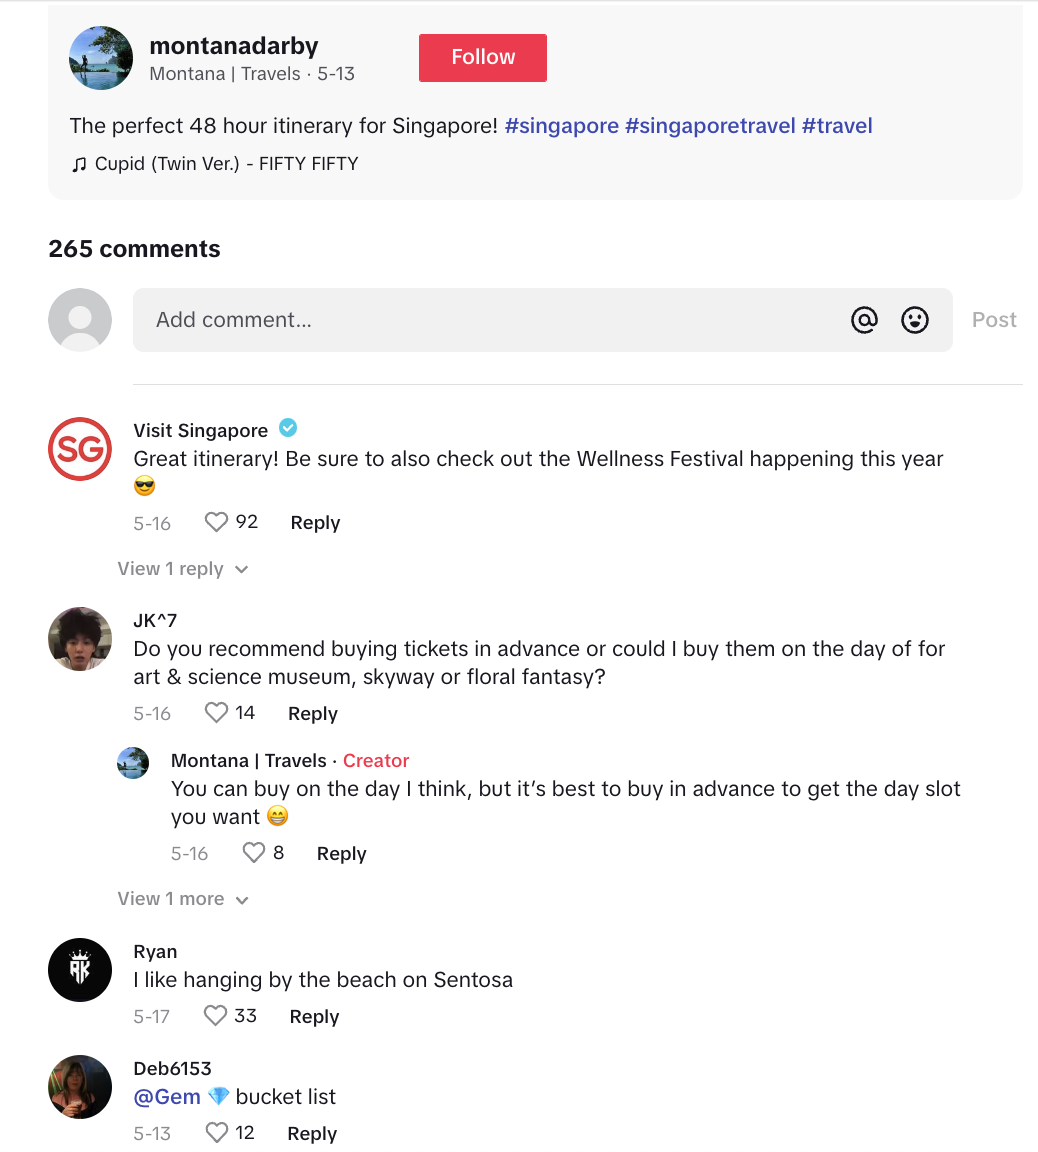 montanadarby
Montana | Travels · 5-13
Follow
The perfect 48 hour itinerary for Singapore! #singapore #singaporetravel #travel
♫ Cupid (Twin Ver.) - FIFTY FIFTY
265 comments
Add comment...
Post
SG
Visit Singapore
Great itinerary! Be sure to also check out the Wellness Festival happening this year
😎
5-16 92 Reply
View 1 reply
JK^7
Do you recommend buying tickets in advance or could I buy them on the day of for
art & science museum, skyway or floral fantasy?
5-16 14 Reply
Montana | Travels · Creator
You can buy on the day I think, but it’s best to buy in advance to get the day slot
you want 😁
5-16 8 Reply
View 1 more
RK
Ryan
I like hanging by the beach on Sentosa
5-17 33 Reply
Deb6153
@Gem 💎 bucket list
5-13 12 Reply